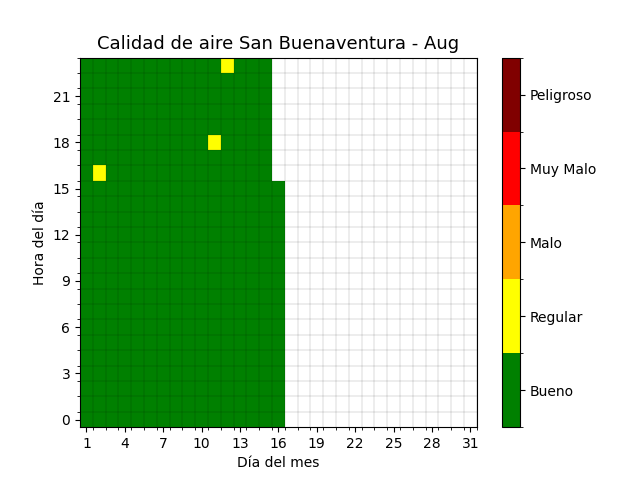 Calidad de aire San Buenaventura - Aug
Hora del día
21
18
15
12
9
6
3
0
1 4 7 10 13 16 19 22 25 28 31
Día del mes
Peligroso
Muy Malo
Malo
Regular
Bueno